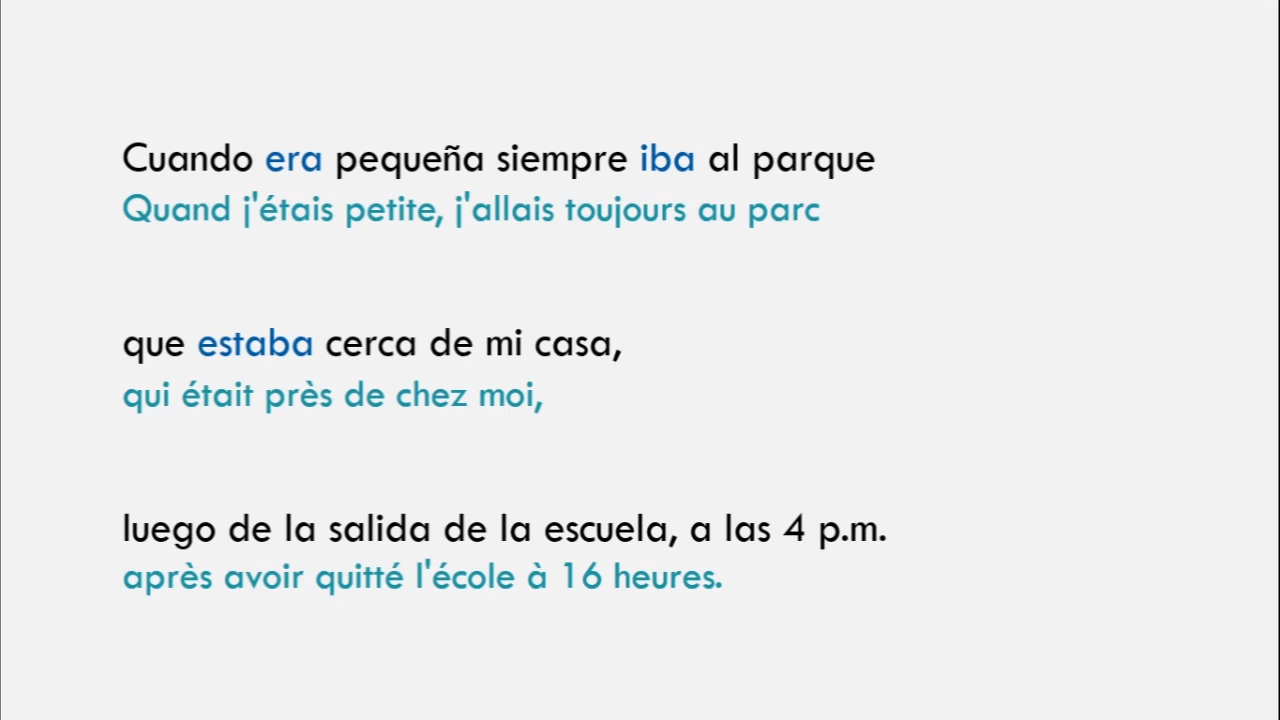 Cuando era pequeña siempre iba al parque
Quand j'étais petite, j'allais toujours au parc
que estaba cerca de mi casa,
qui était près de chez moi,
luego de la salida de la escuela, a las 4 p.m.
après avoir quitté l'école à 16 heures.